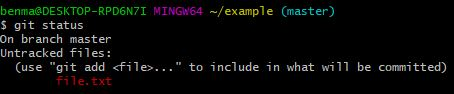 benma@DESKTOP-RPD6N7I MINGW64 ~/example (master)
$ git status
On branch master
Untracked files:
  (use "git add <file>..." to include in what will be committed)
        file.txt